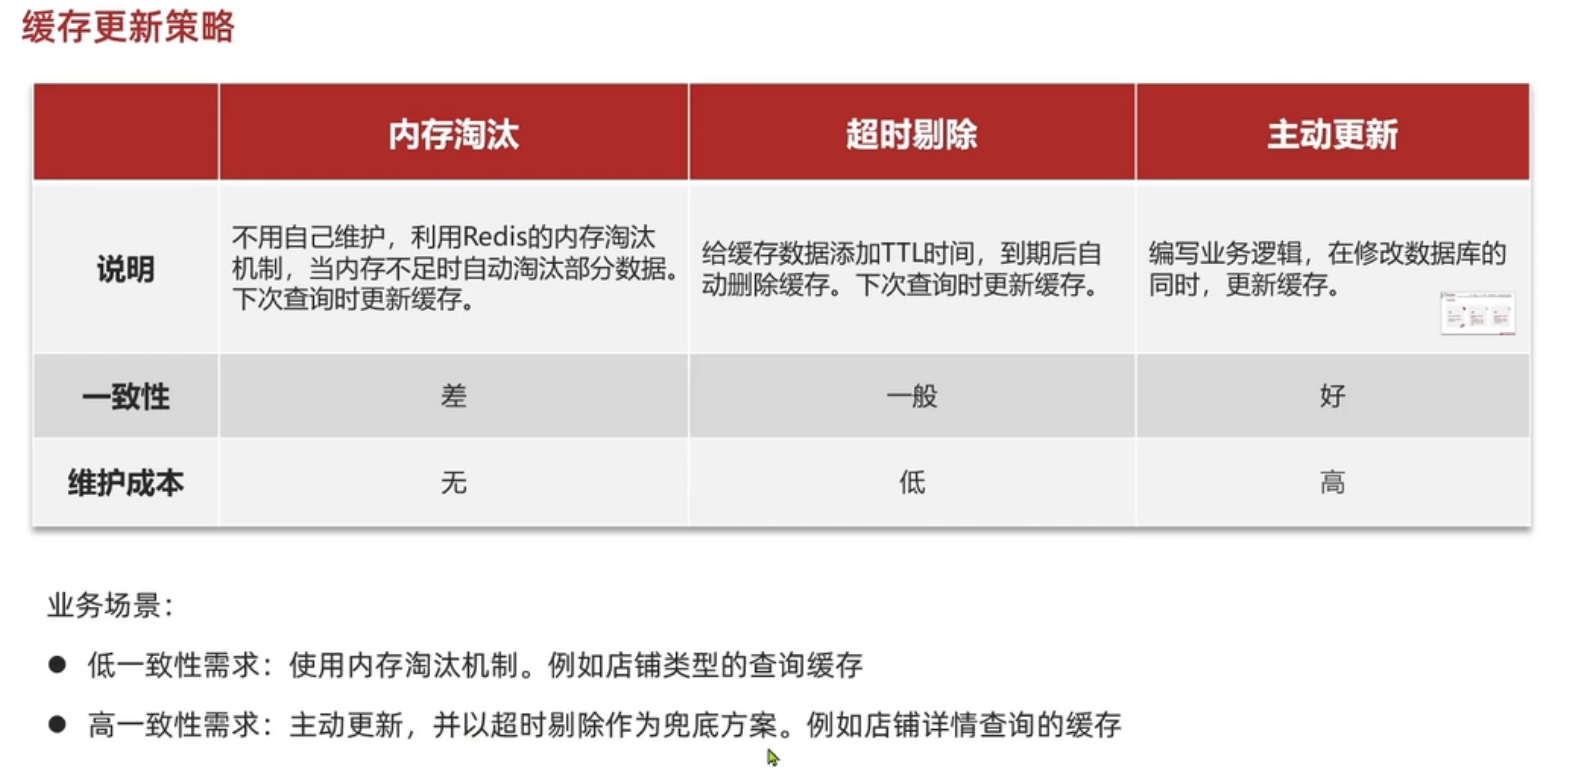 缓存更新策略
内存淘汰
超时剔除
主动更新
说明
不用自己维护，利用Redis的内存淘汰
机制，当内存不足时自动淘汰部分数据。
下次查询时更新缓存。
给缓存数据添加TTL时间，到期后自
动删除缓存。下次查询时更新缓存。
编写业务逻辑，在修改数据库的
同时，更新缓存。
一致性
差
一般
好
维护成本
无
低
高
业务场景：
● 低一致性需求：使用内存淘汰机制。例如店铺类型的查询缓存
● 高一致性需求：主动更新，并以超时剔除作为兜底方案。例如店铺详情查询的缓存